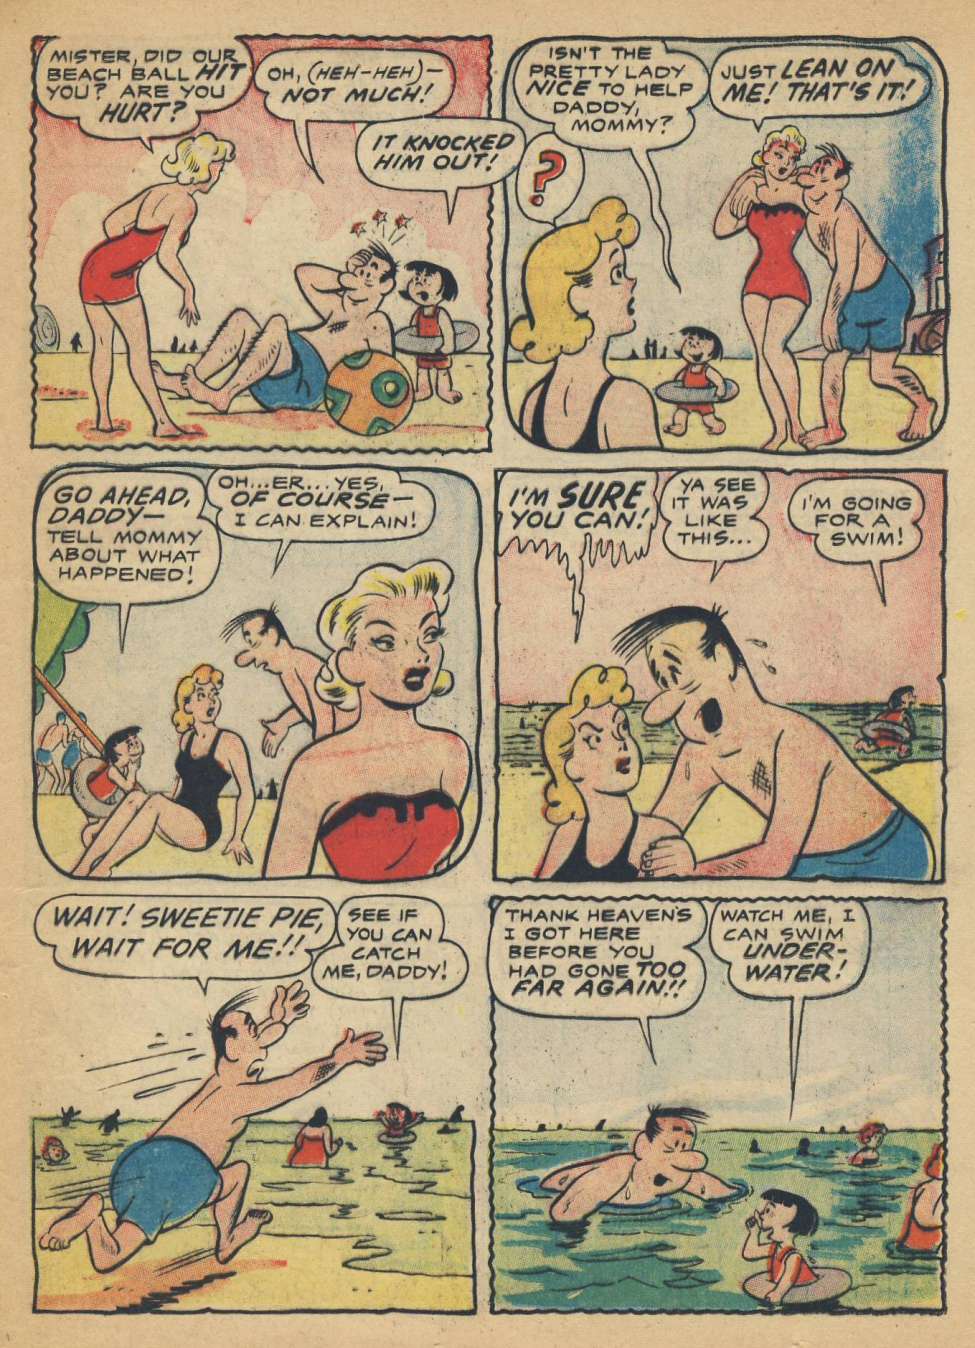 MISTER, DID OUR
BEACH BALL HIT
YOU? ARE YOU
HURT?
OH, (HEH-HEH)-
NOT MUCH!
IT KNOCKED
HIM OUT!
?
ISN'T THE
PRETTY LADY
NICE TO HELP
DADDY,
MOMMY?
JUST LEAN ON
ME! THAT'S IT!
GO AHEAD,
DADDY—
TELL MOMMY
ABOUT WHAT
HAPPENED!
OH...ER...YES,
OF COURSE—
I CAN EXPLAIN!
I'M SURE
YOU CAN!
YA SEE
IT WAS
LIKE
THIS...
I'M GOING
FOR A
SWIM!
WAIT! SWEETIE PIE,
WAIT FOR ME!!
SEE IF
YOU CAN
CATCH
ME, DADDY!
THANK HEAVEN'S
I GOT HERE
BEFORE YOU
HAD GONE TOO
FAR AGAIN!!
WATCH ME, I
CAN SWIM
UNDER-
WATER!